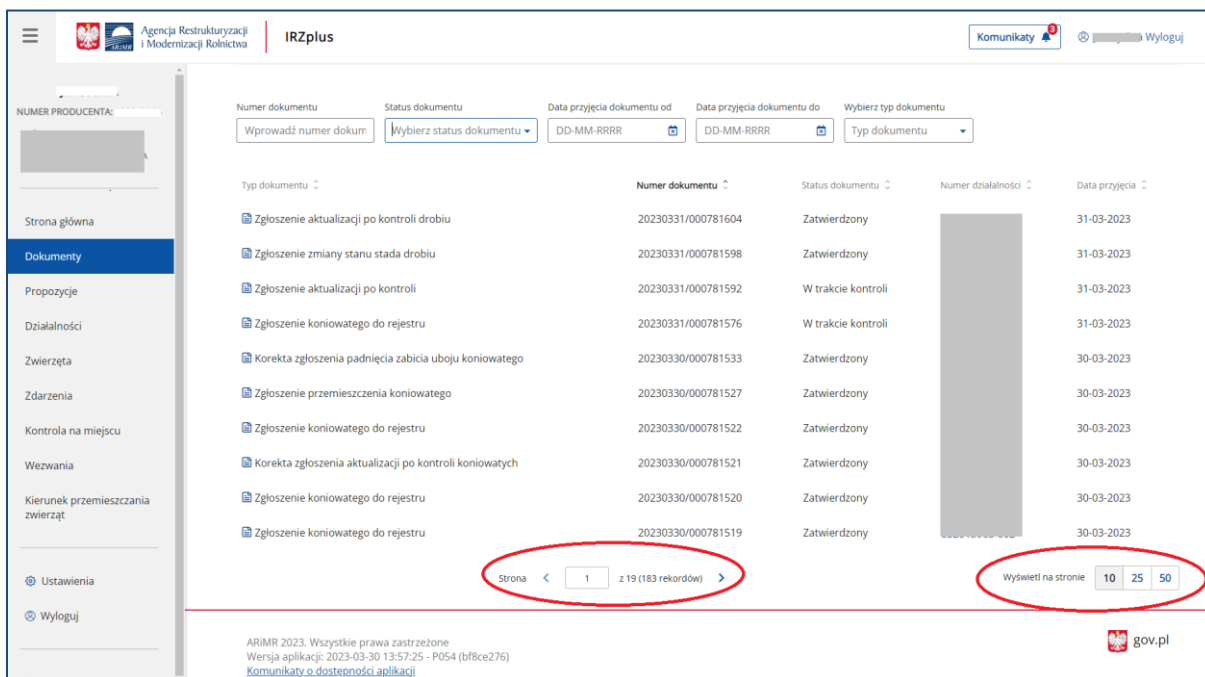 Agencja Restrukturyzacji
i Modernizacji Rolnictwa
ARiMR
IRZplus
Komunikaty 3
Wyloguj
NUMER PRODUCENTA:
Strona główna
Dokumenty
Propozycje
Działalności
Zwierzęta
Zdarzenia
Kontrola na miejscu
Wezwania
Kierunek przemieszczania
zwierząt
Ustawienia
Wyloguj
Numer dokumentu Status dokumentu Data przyjęcia dokumentu od Data przyjęcia dokumentu do Wybierz typ dokumentu
Wprowadź numer dokum Wybierz status dokumentu DD-MM-RRRR DD-MM-RRRR Typ dokumentu
Typ dokumentu Numer dokumentu Status dokumentu Numer działalności Data przyjęcia
Zgłoszenie aktualizacji po kontroli drobiu 20230331/000781604 Zatwierdzony 31-03-2023
Zgłoszenie zmiany stanu stada drobiu 20230331/000781598 Zatwierdzony 31-03-2023
Zgłoszenie aktualizacji po kontroli 20230331/000781592 W trakcie kontroli 31-03-2023
Zgłoszenie koniowatego do rejestru 20230331/000781576 W trakcie kontroli 31-03-2023
Korekta zgłoszenia padnięcia zabicia uboju koniowatego 20230330/000781533 Zatwierdzony 30-03-2023
Zgłoszenie przemieszczenia koniowatego 20230330/000781527 Zatwierdzony 30-03-2023
Zgłoszenie koniowatego do rejestru 20230330/000781522 Zatwierdzony 30-03-2023
Korekta zgłoszenia aktualizacji po kontroli koniowatych 20230330/000781521 Zatwierdzony 30-03-2023
Zgłoszenie koniowatego do rejestru 20230330/000781520 Zatwierdzony 30-03-2023
Zgłoszenie koniowatego do rejestru 20230330/000781519 Zatwierdzony 30-03-2023
Strona < 1 z 19 (183 rekordów) > Wyświetl na stronie 10 25 50
ARiMR 2023. Wszystkie prawa zastrzeżone
Wersja aplikacji: 2023-03-30 13:57:25 - P054 (bf8ce276)
Komunikaty o dostępności aplikacji
gov.pl